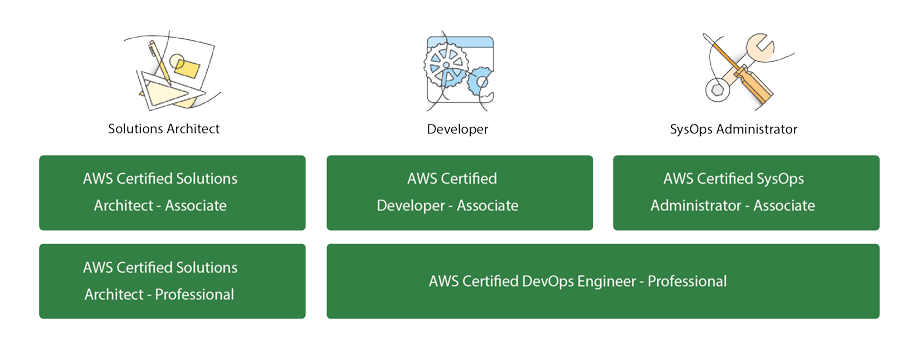 Solutions Architect
Developer
SysOps Administrator
AWS Certified Solutions
Architect - Associate
AWS Certified
Developer - Associate
AWS Certified SysOps
Administrator - Associate
AWS Certified Solutions
Architect - Professional
AWS Certified DevOps Engineer - Professional